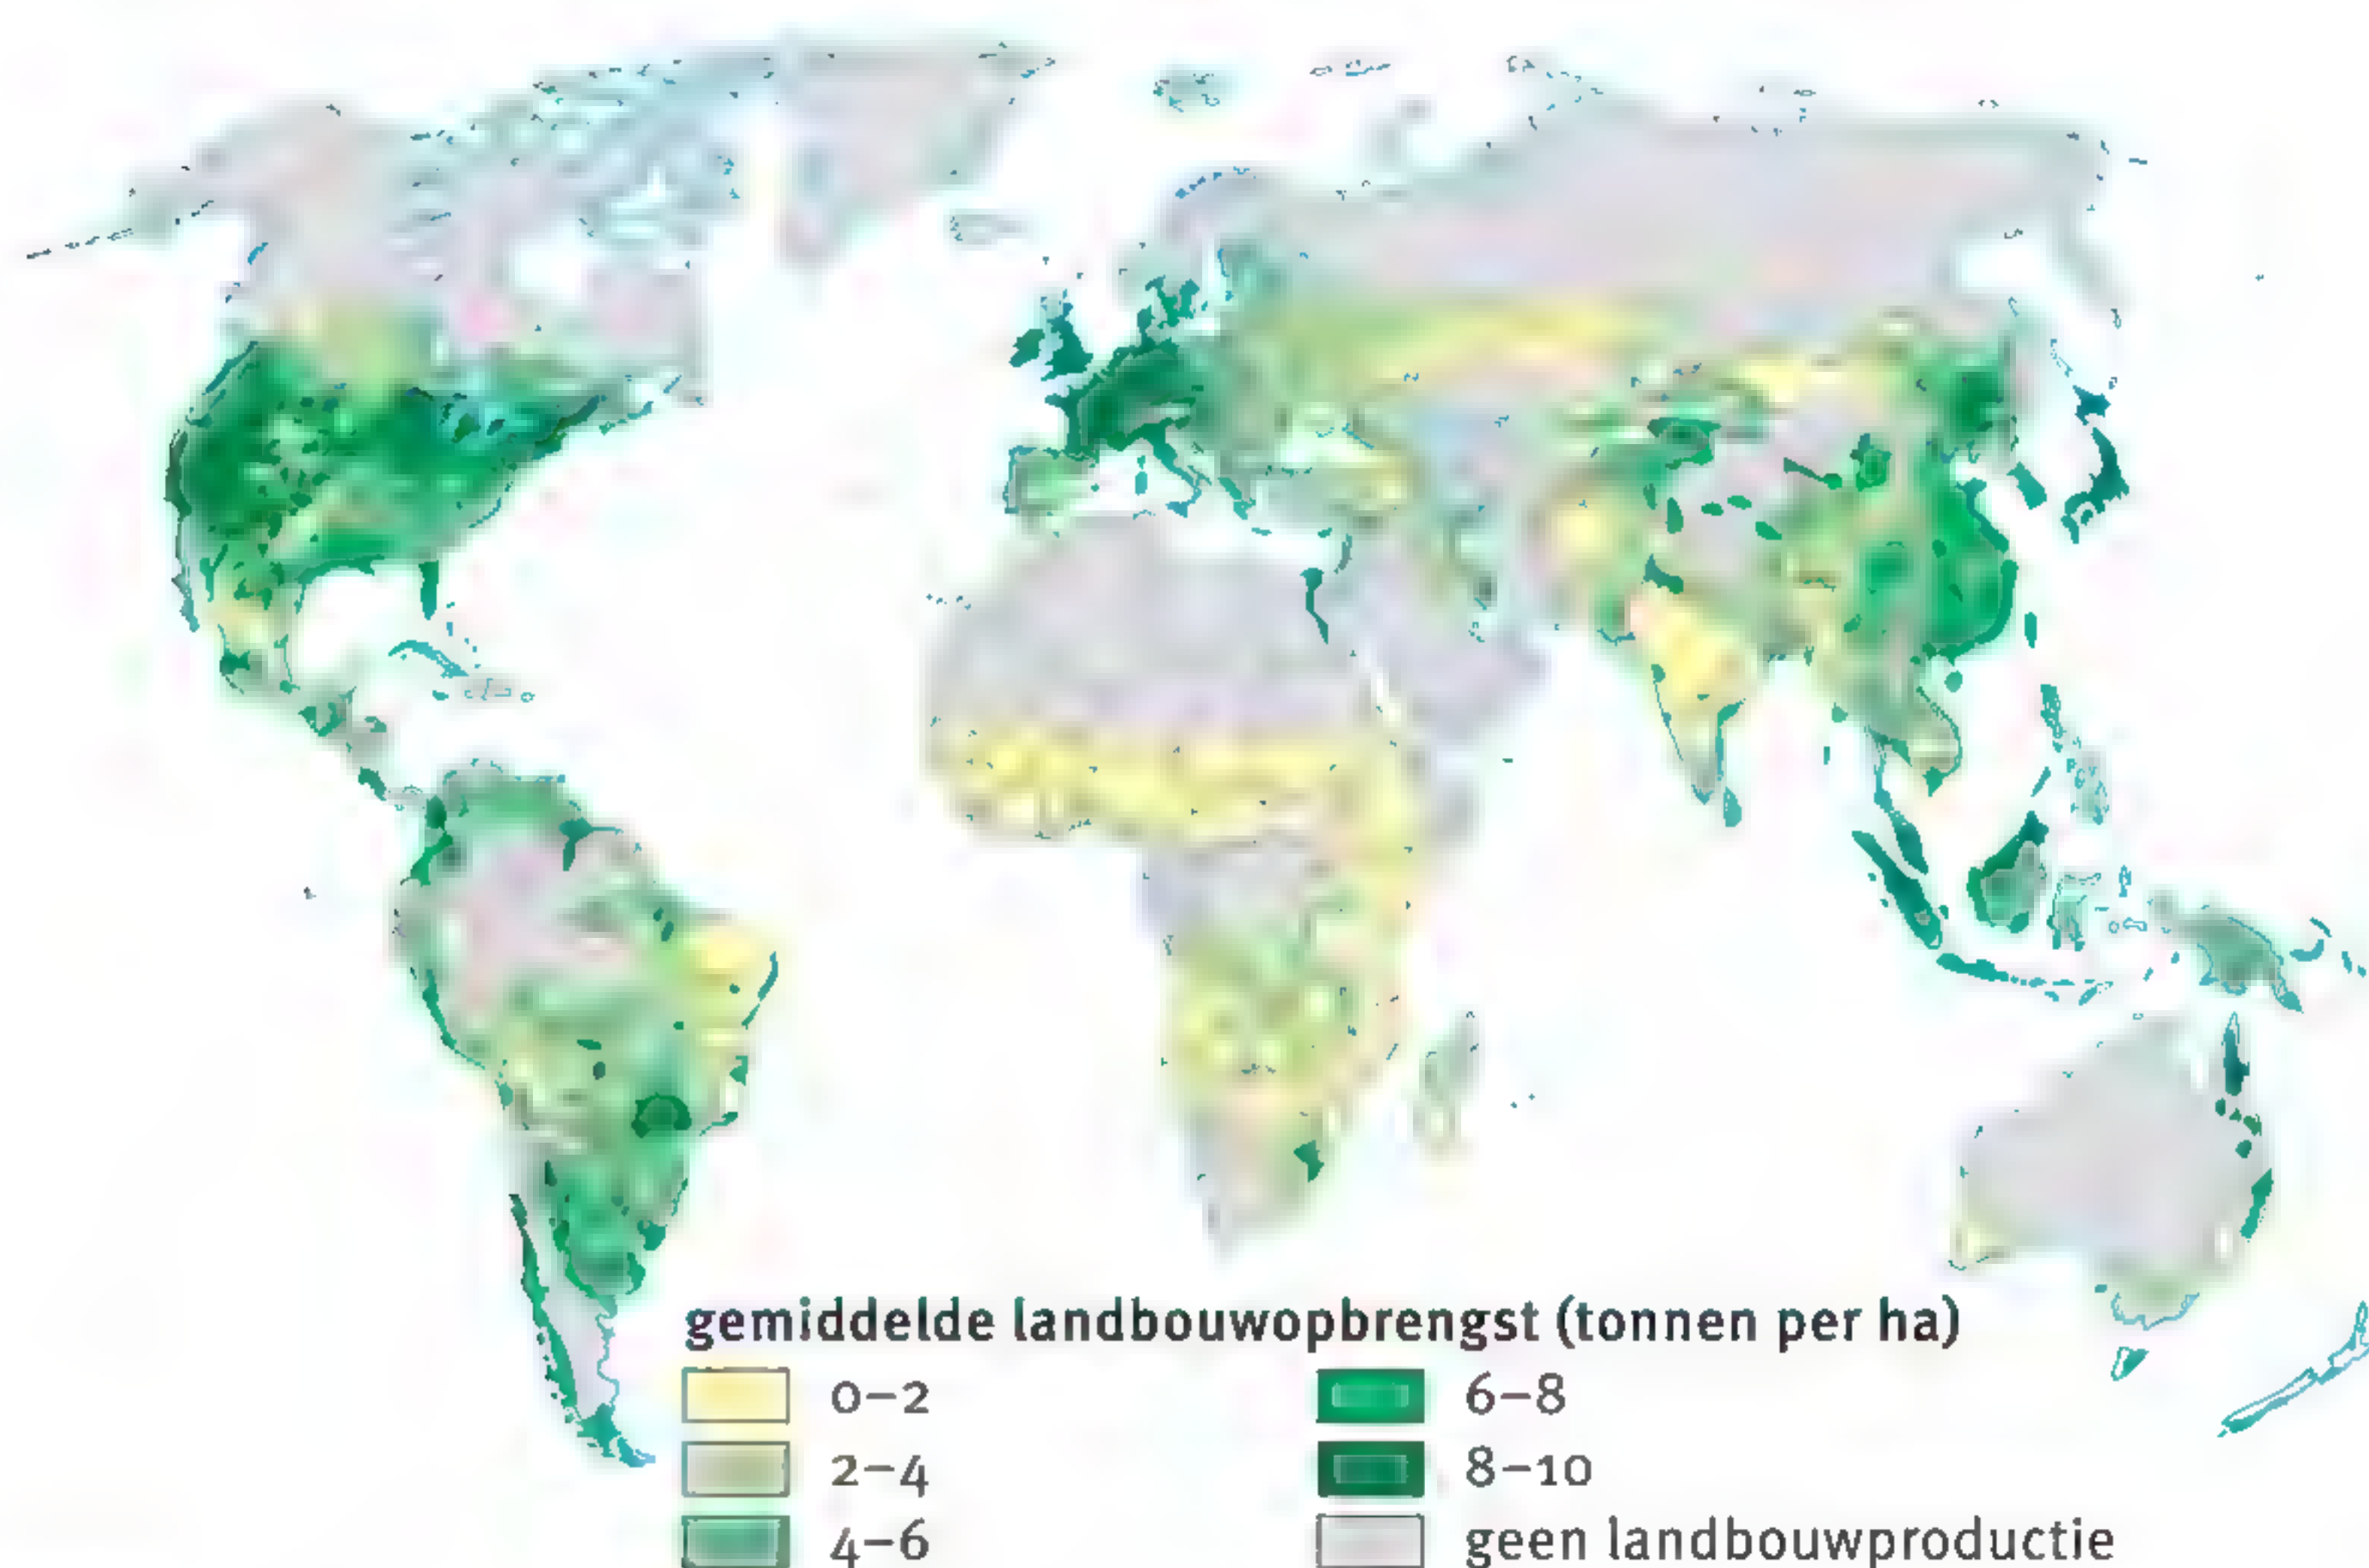 gemiddelde landbouwopbrengst (tonnen per ha)
0–2
2–4
4–6
6–8
8–10
geen landbouwproductie